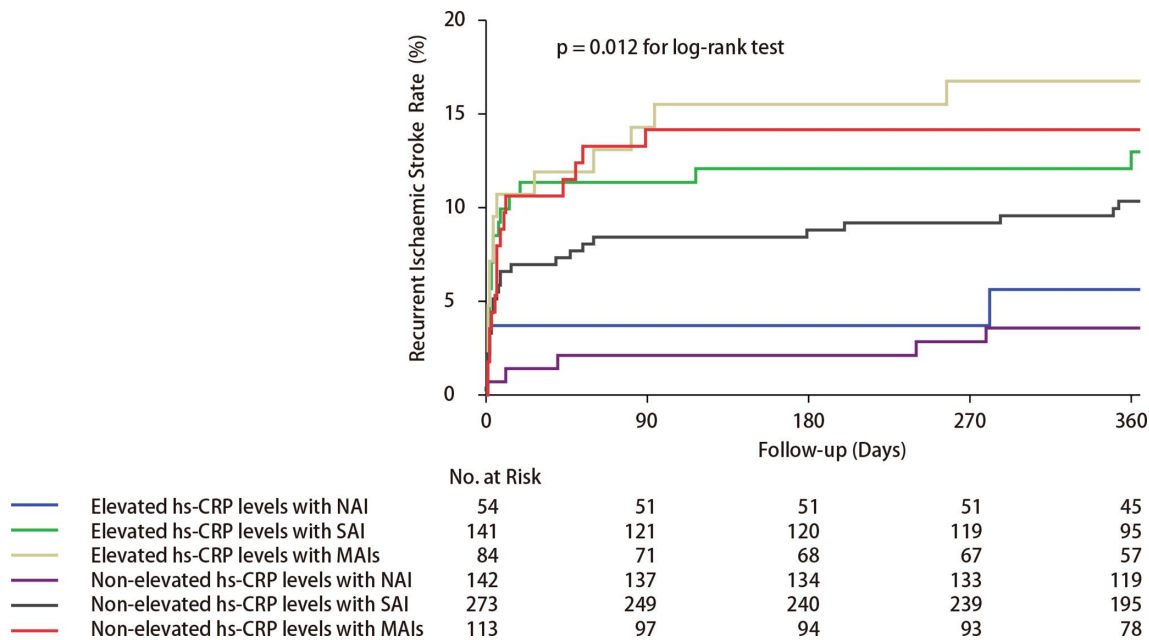 20
p = 0.012 for log-rank test
15
10
5
0
Recurrent Ischaemic Stroke Rate (%)
0 90 180 270 360
Follow-up (Days)
No. at Risk
Elevated hs-CRP levels with NAI 54 51 51 51 45
Elevated hs-CRP levels with SAI 141 121 120 119 95
Elevated hs-CRP levels with MAIs 84 71 68 67 57
Non-elevated hs-CRP levels with NAI 142 137 134 133 119
Non-elevated hs-CRP levels with SAI 273 249 240 239 195
Non-elevated hs-CRP levels with MAIs 113 97 94 93 78